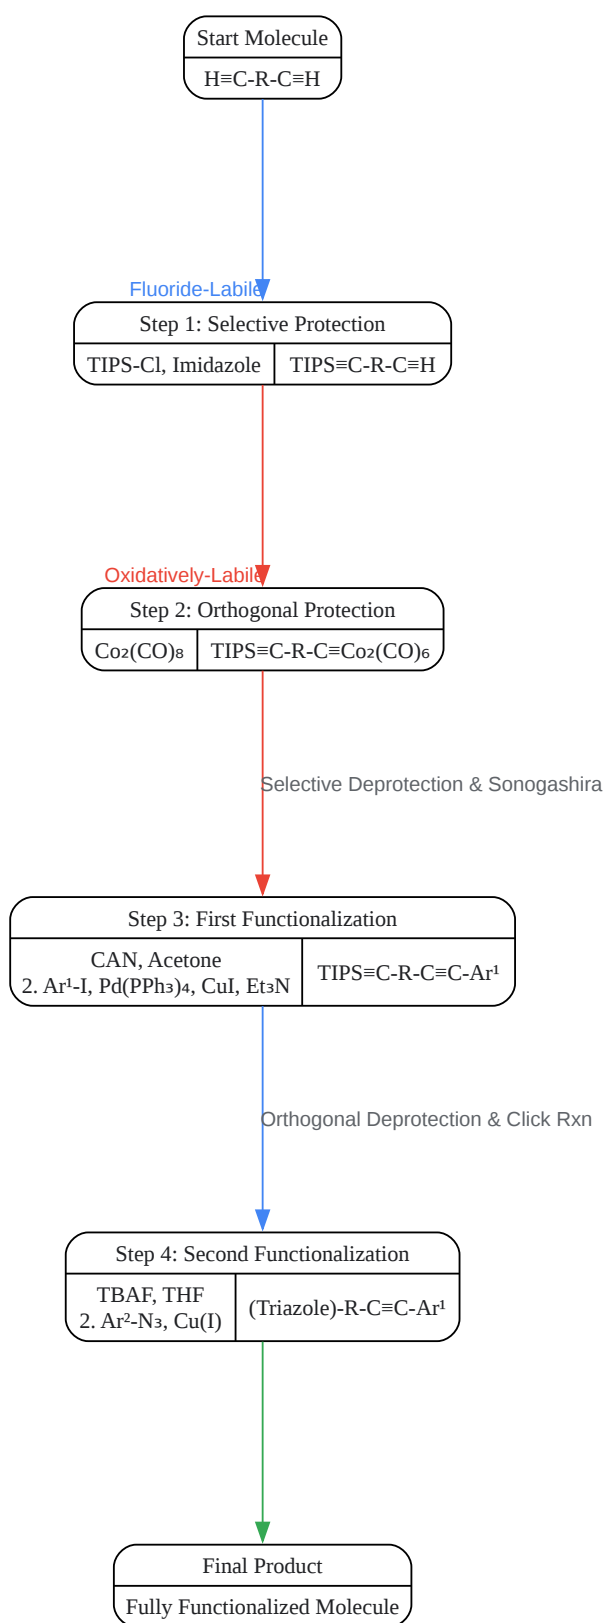 Start Molecule
H≡C-R-C≡H
Fluoride-Labile
Step 1: Selective Protection
TIPS-Cl, Imidazole
TIPS≡C-R-C≡H
Oxidatively-Labile
Step 2: Orthogonal Protection
Co₂(CO)₈
TIPS≡C-R-C≡Co₂(CO)₆
Selective Deprotection & Sonogashira
Step 3: First Functionalization
CAN, Acetone
2. Ar¹-I, Pd(PPh₃)₄, CuI, Et₃N
TIPS≡C-R-C≡C-Ar¹
Orthogonal Deprotection & Click Rxn
Step 4: Second Functionalization
TBAF, THF
2. Ar²-N₃, Cu(I)
(Triazole)-R-C≡C-Ar¹
Final Product
Fully Functionalized Molecule